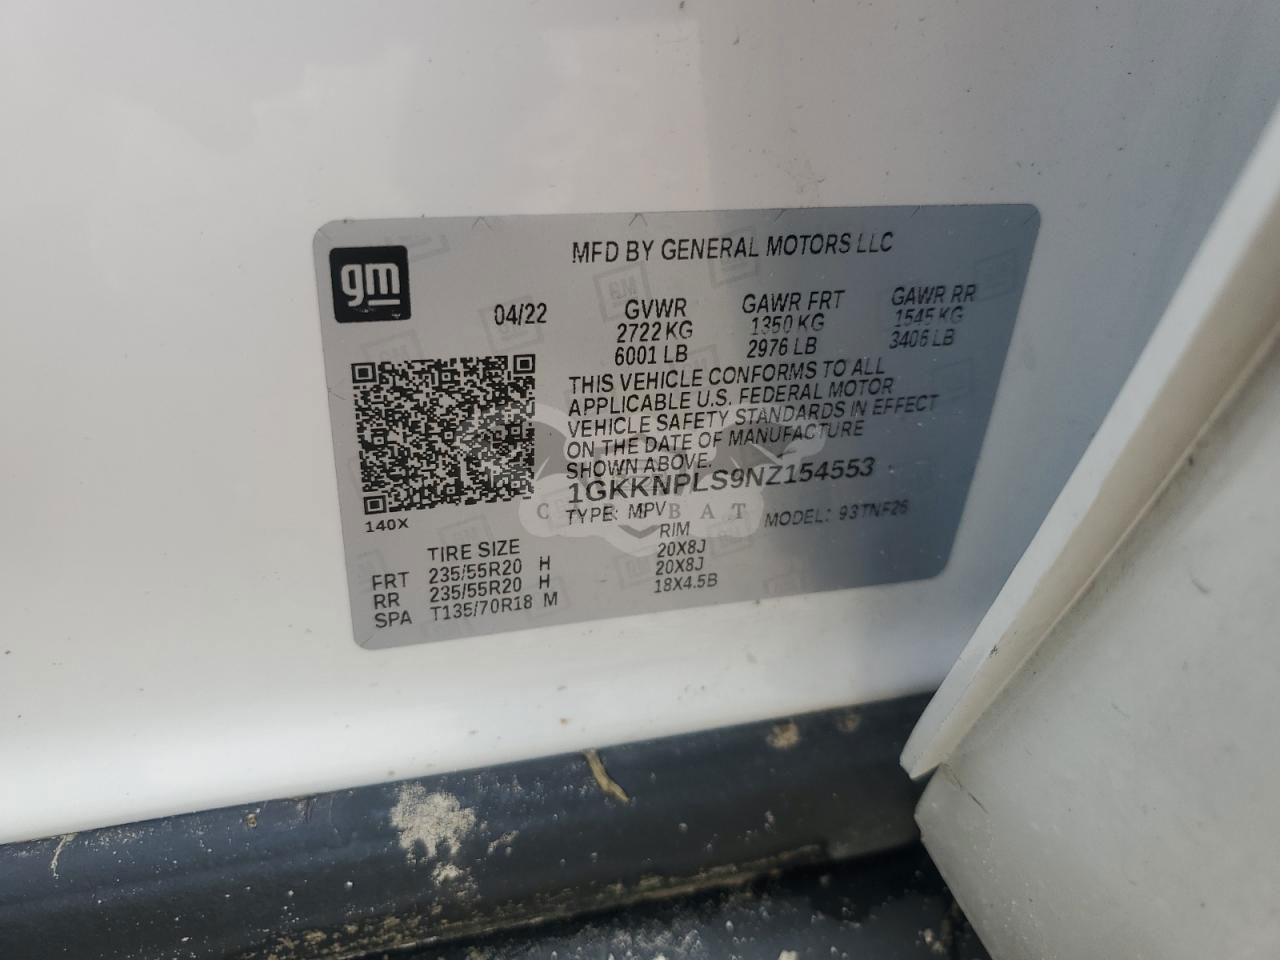 gm
MFD BY GENERAL MOTORS LLC
04/22 GVWR GAWR FRT GAWR RR
2722 KG 1350 KG 1545 KG
6001 LB 2976 LB 3406 LB
THIS VEHICLE CONFORMS TO ALL
APPLICABLE U.S. FEDERAL MOTOR
VEHICLE SAFETY STANDARDS IN EFFECT
ON THE DATE OF MANUFACTURE
SHOWN ABOVE.
1GKKNPLS9NZ154553
140X
TYPE: MPV MODEL: 93TNF26
TIRE SIZE RIM
FRT 235/55R20 H 20X8J
RR 235/55R20 H 20X8J
SPA T135/70R18 M 18X4.5B